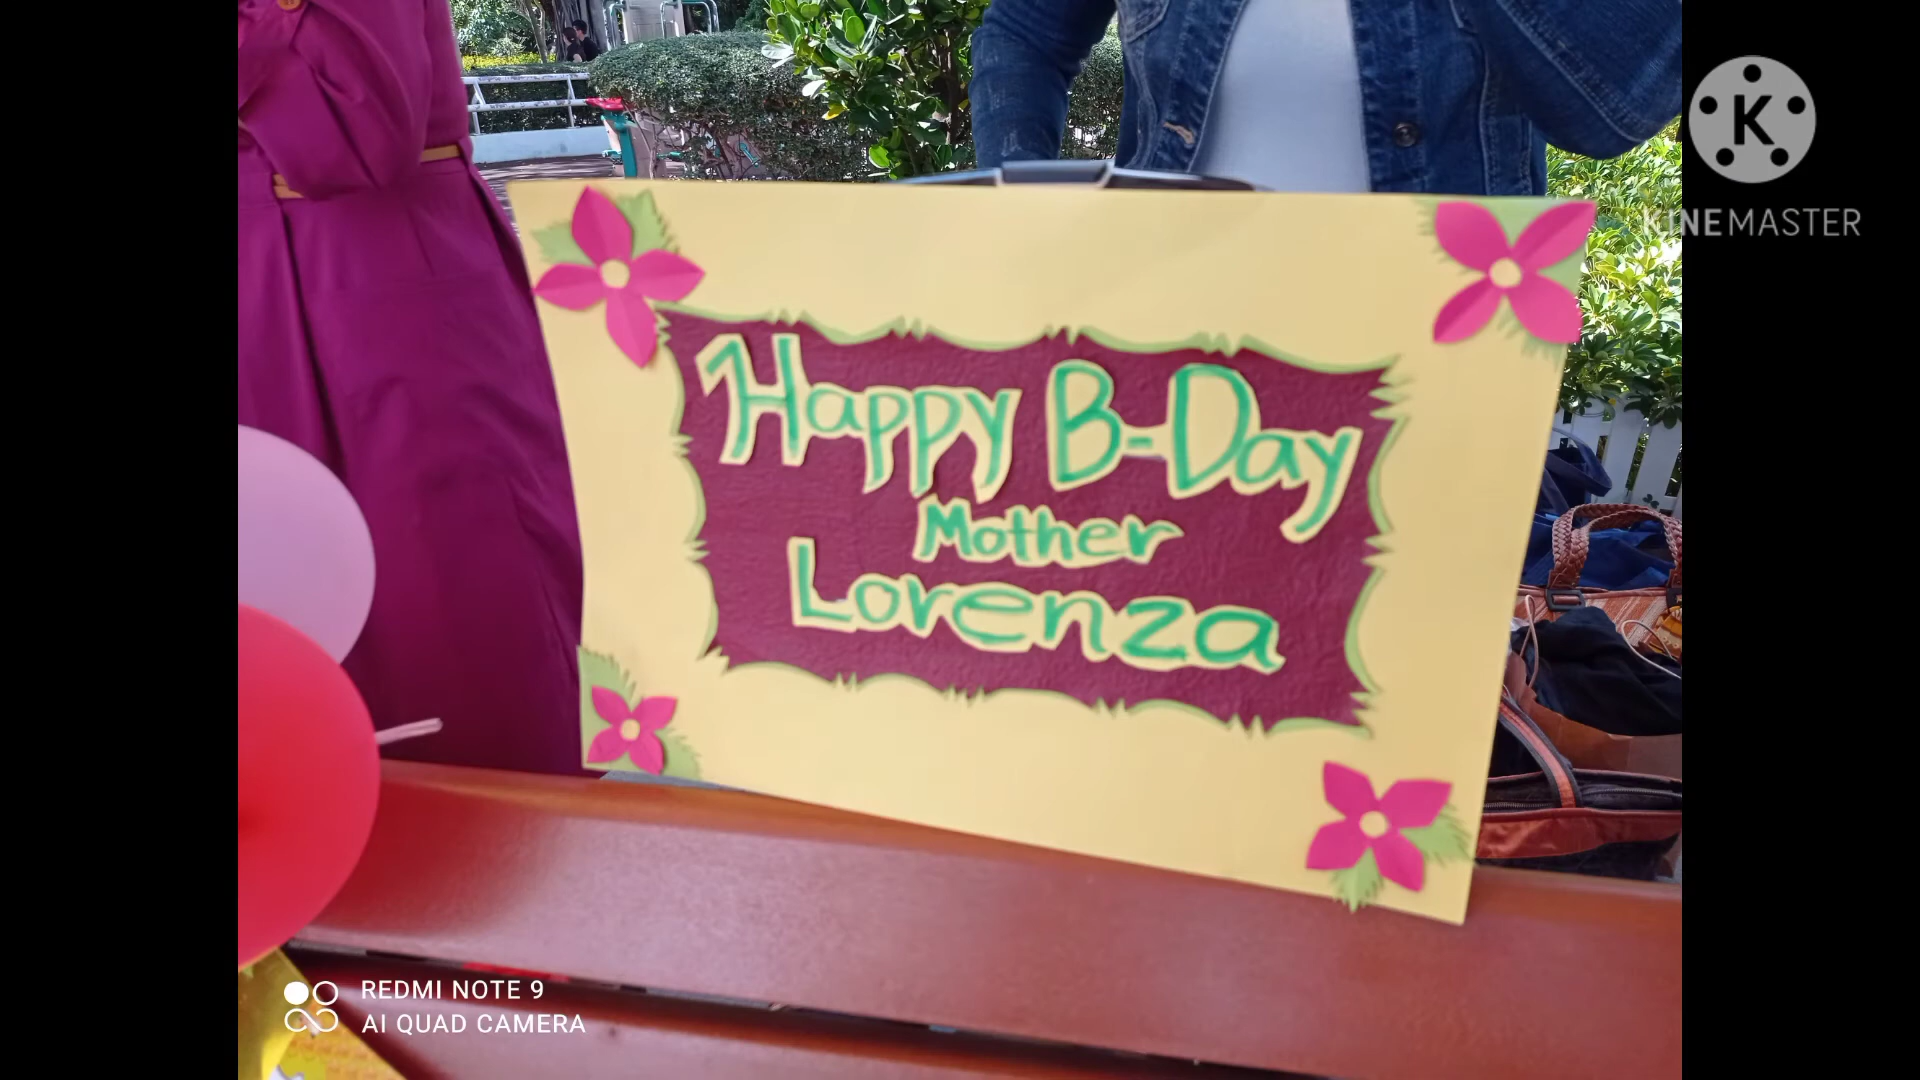 K
KINEMASTER
Happy B-Day
Mother
Lorenza
REDMI NOTE 9
AI QUAD CAMERA